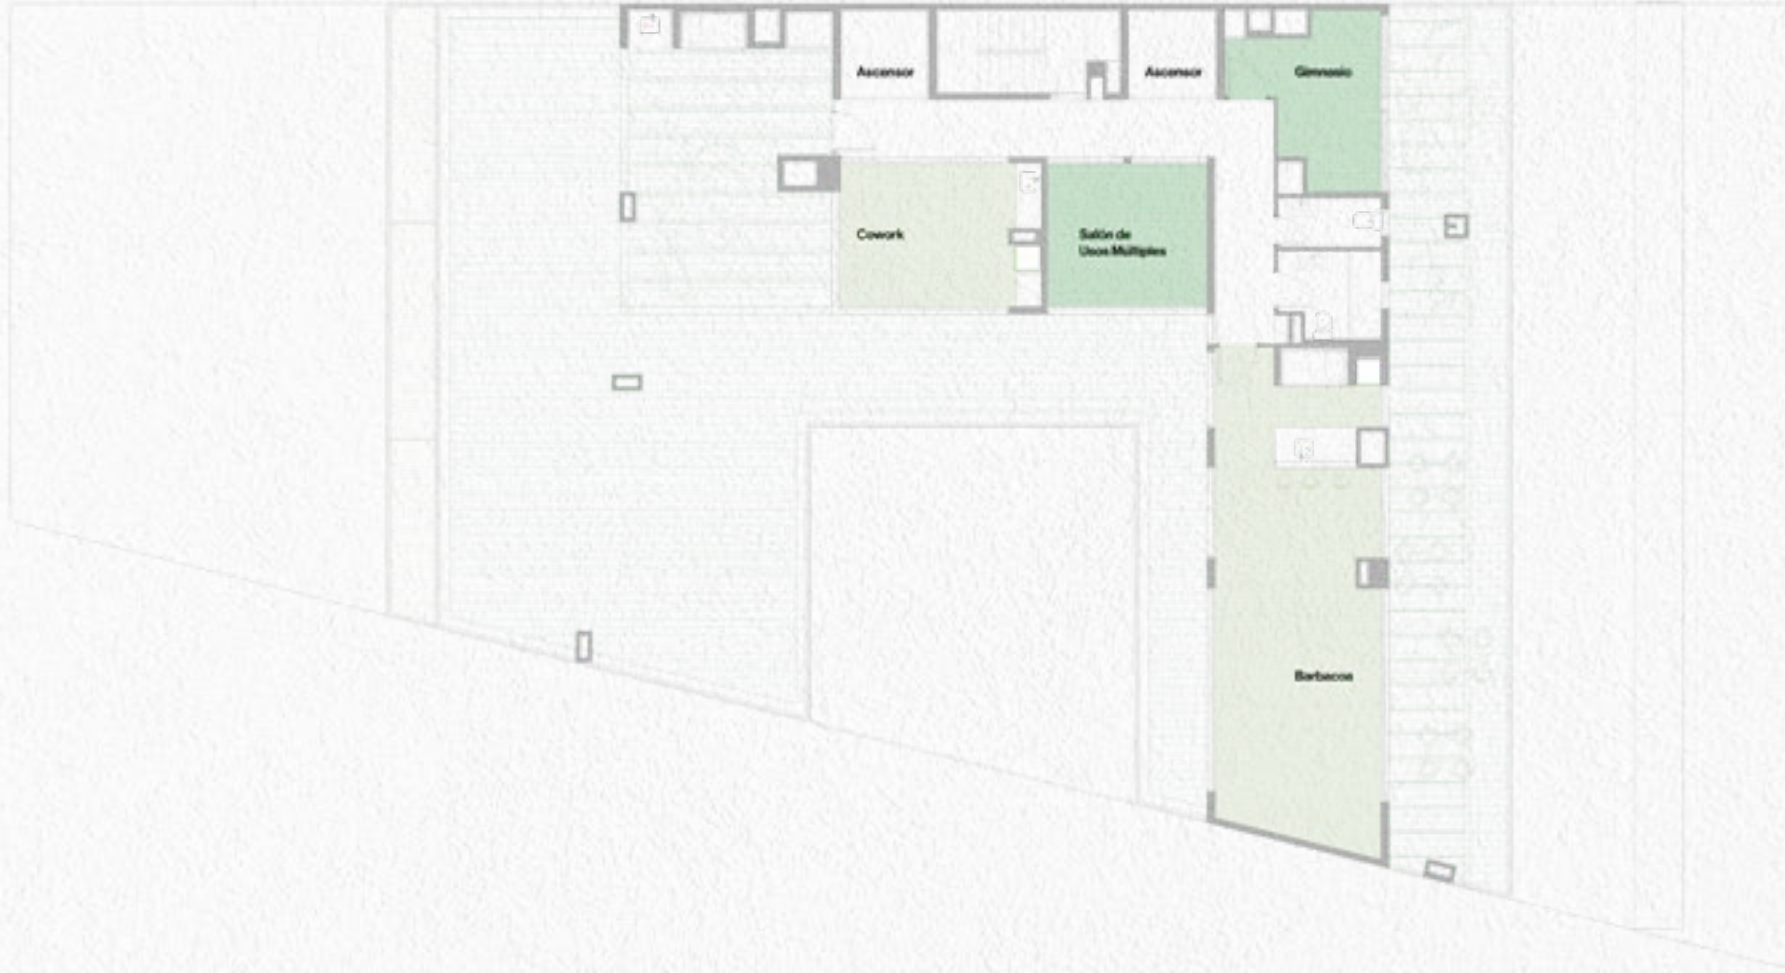 Ascensor
Ascensor
Gimnasio
Cowork
Salón de
Usos Múltiples
Barbacoa